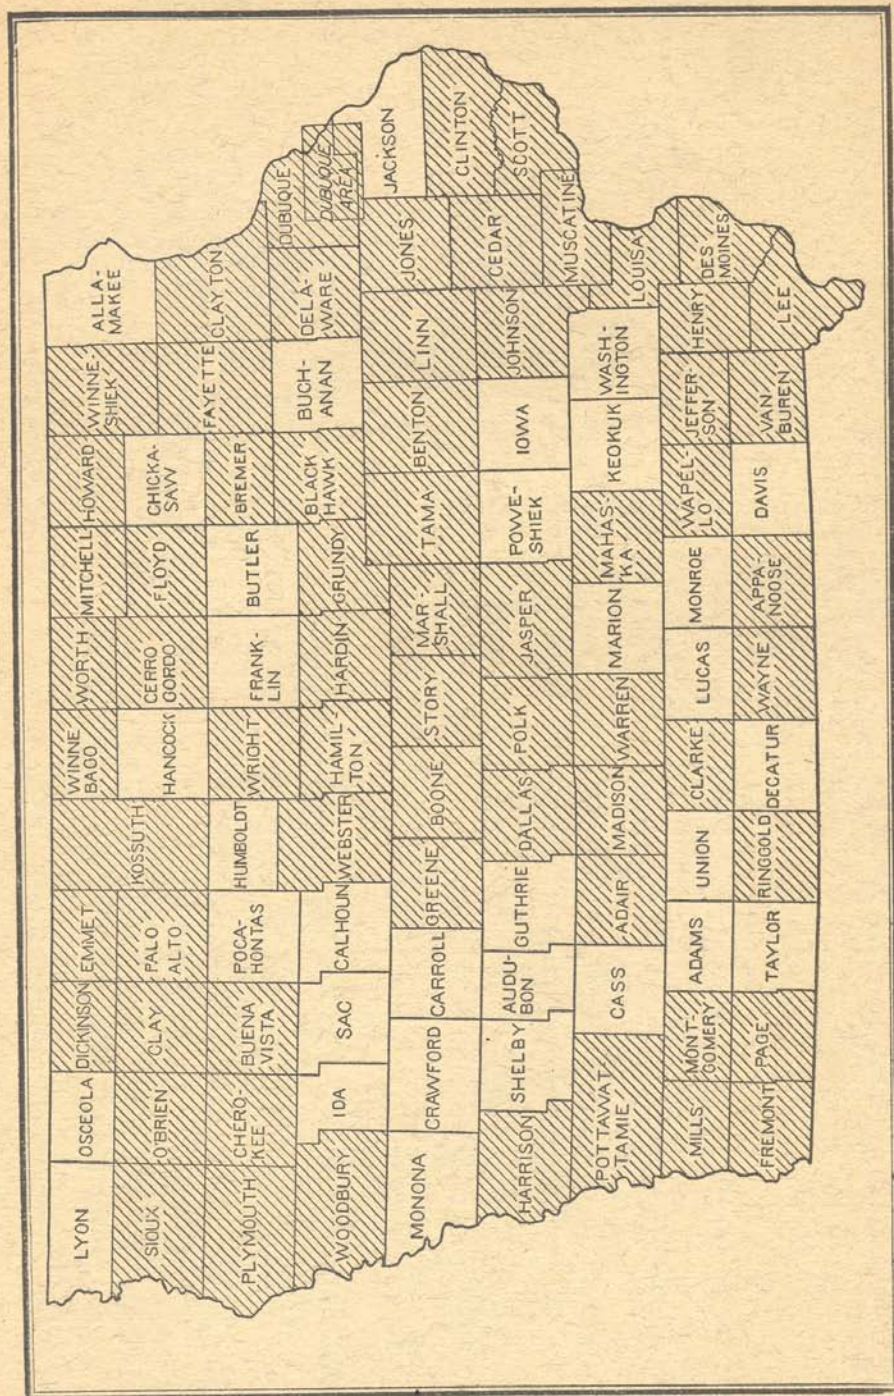 LYON
OSCEOLA
DICKINSON
EMMET
KOSSUTH
WINNE
BAGO
WORTH
MITCHELL
HOWARD
WINNE-
SHIEK
ALLA-
MAKEE
SIOUX
O'BRIEN
CLAY
PALO
ALTO
HANCOCK
CERRO
GORDO
FLOYD
CHICKA-
SAW
FAYETTE
CLAYTON
PLYMOUTH
CHERO-
KEE
BUENA
VISTA
POCA-
HONTAS
HUMBOLDT
WRIGHT
FRANK-
LIN
BUTLER
BREMER
WOODBURY
IDA
SAC
CALHOUN
WEBSTER
HAMIL-
TON
HARDIN
GRUNDY
BLACK
HAWK
BUCH-
ANAN
DELA-
WARE
DUBUQUE
DUBUQUE
AREA
MONONA
CRAWFORD
CARROLL
GREENE
BOONE
STORY
MAR-
SHALL
TAMA
BENTON
LINN
JONES
JACKSON
HARRISON
SHELBY
AUDU-
BON
GUTHRIE
DALLAS
POLK
JASPER
POWE-
SHIEK
IOWA
JOHNSON
CEDAR
CLINTON
SCOTT
MUSCATINE
POTTAWAT-
TAMIE
CASS
ADAIR
MADISON
WARREN
MARION
MAHAS-
KA
KEOKUK
WASH-
INGTON
LOUISA
MILLS
MONT-
GOMERY
ADAMS
UNION
CLARKE
LUCAS
MONROE
WAPEL-
LO
JEFFER-
SON
HENRY
DES
MOINES
FREMONT
PAGE
TAYLOR
RINGGOLD
DECATUR
WAYNE
APPA-
NOOSE
DAVIS
VAN
BUREN
LEE